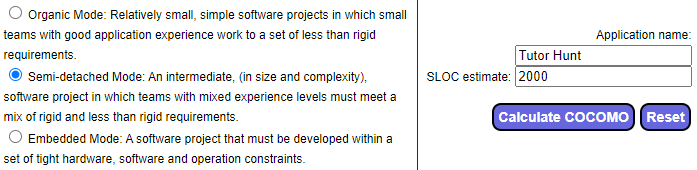 Organic Mode: Relatively small, simple software projects in which small
teams with good application experience work to a set of less than rigid
requirements.
Semi-detached Mode: An intermediate, (in size and complexity),
software project in which teams with mixed experience levels must meet a
mix of rigid and less than rigid requirements.
Embedded Mode: A software project that must be developed within a
set of tight hardware, software and operation constraints.
Application name:
Tutor Hunt
SLOC estimate: 2000
Calculate COCOMO Reset